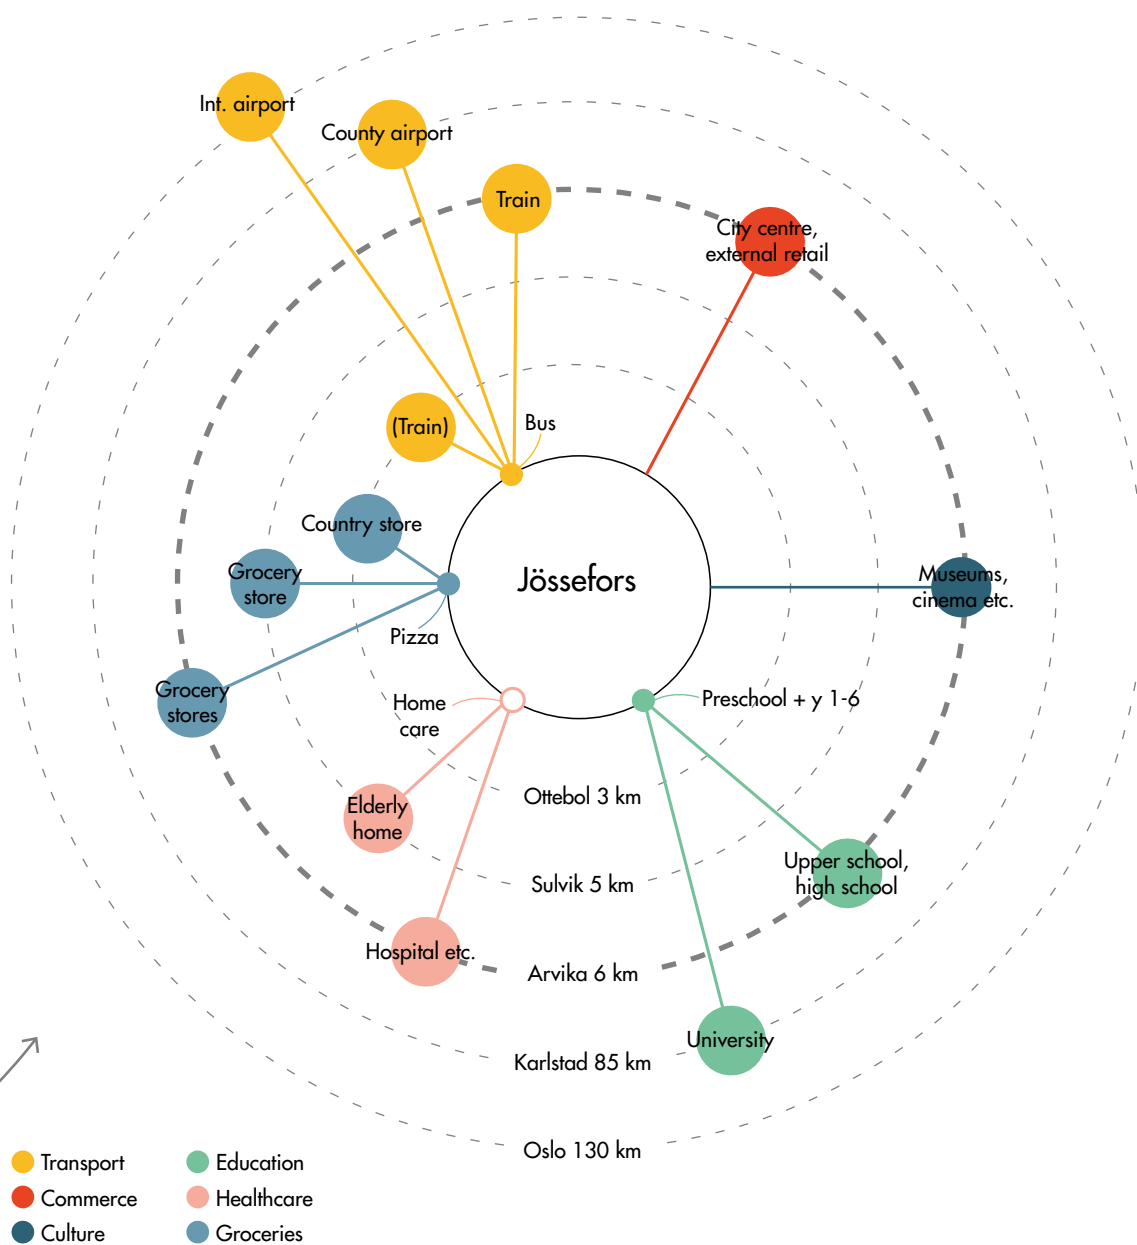 Int. airport
County airport
Train
City centre,
external retail
(Train)
Bus
Country store
Grocery
store
Jössefors
Museums,
cinema etc.
Pizza
Grocery
stores
Home
care
Preschool + y 1-6
Elderly
home
Ottebol 3 km
Upper school,
high school
Sulvik 5 km
Hospital etc.
Arvika 6 km
University
Karlstad 85 km
Oslo 130 km
Transport
Commerce
Culture
Education
Healthcare
Groceries